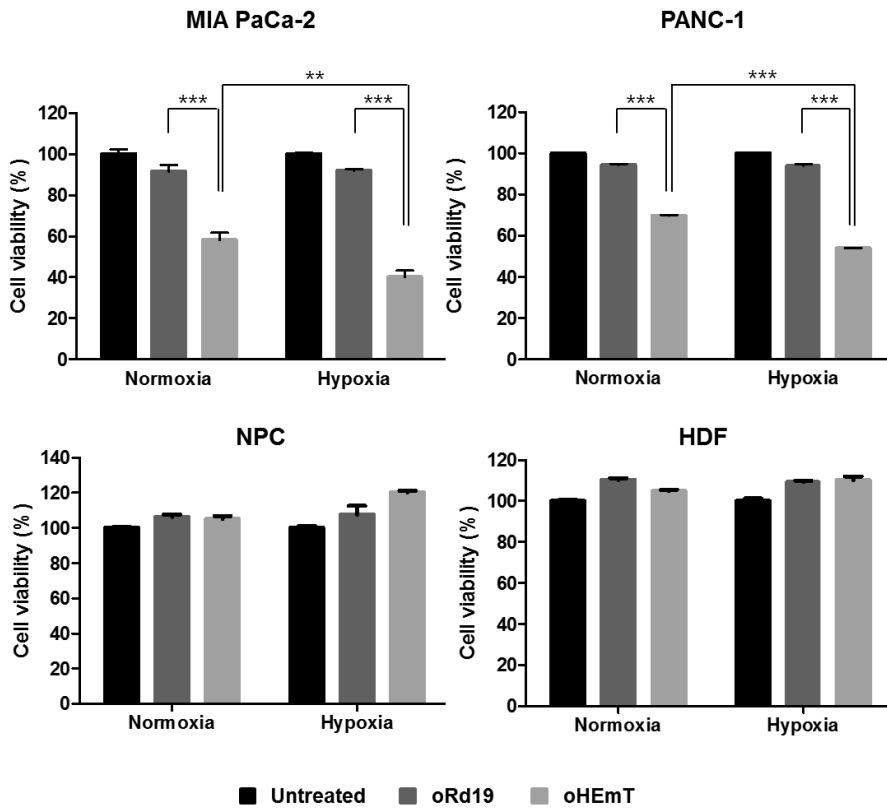 MIA PaCa-2
PANC-1
**
***
***
***
***
***
Cell viability (%)
120
100
80
60
40
20
0
Normoxia
Hypoxia
Cell viability (%)
120
100
80
60
40
20
0
Normoxia
Hypoxia
NPC
HDF
Cell viability (%)
140
120
100
80
60
40
20
0
Normoxia
Hypoxia
Cell viability (%)
120
100
80
60
40
20
0
Normoxia
Hypoxia
Untreated oRd19 oHEmT